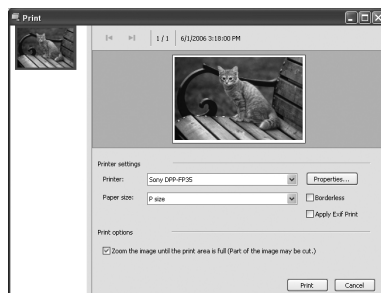 Print
1 / 1 6/1/2006 3:18:00 PM
Printer settings
Printer: Sony DPP-FP35 Properties...
Paper size: P size Borderless
Apply Exif Print
Print options
Zoom the image until the print area is full (Part of the image may be cut.)
Print Cancel